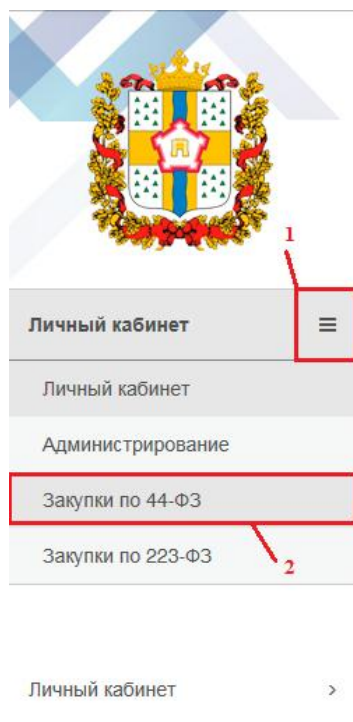 1
Личный кабинет
Личный кабинет
Администрирование
Закупки по 44-ФЗ
Закупки по 223-ФЗ
2
Личный кабинет